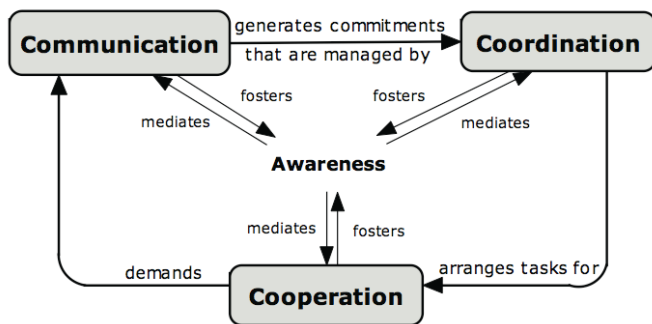 generates commitments
Communication
Coordination
that are managed by
fosters
fosters
mediates
mediates
Awareness
mediates
fosters
demands
arranges tasks for
Cooperation